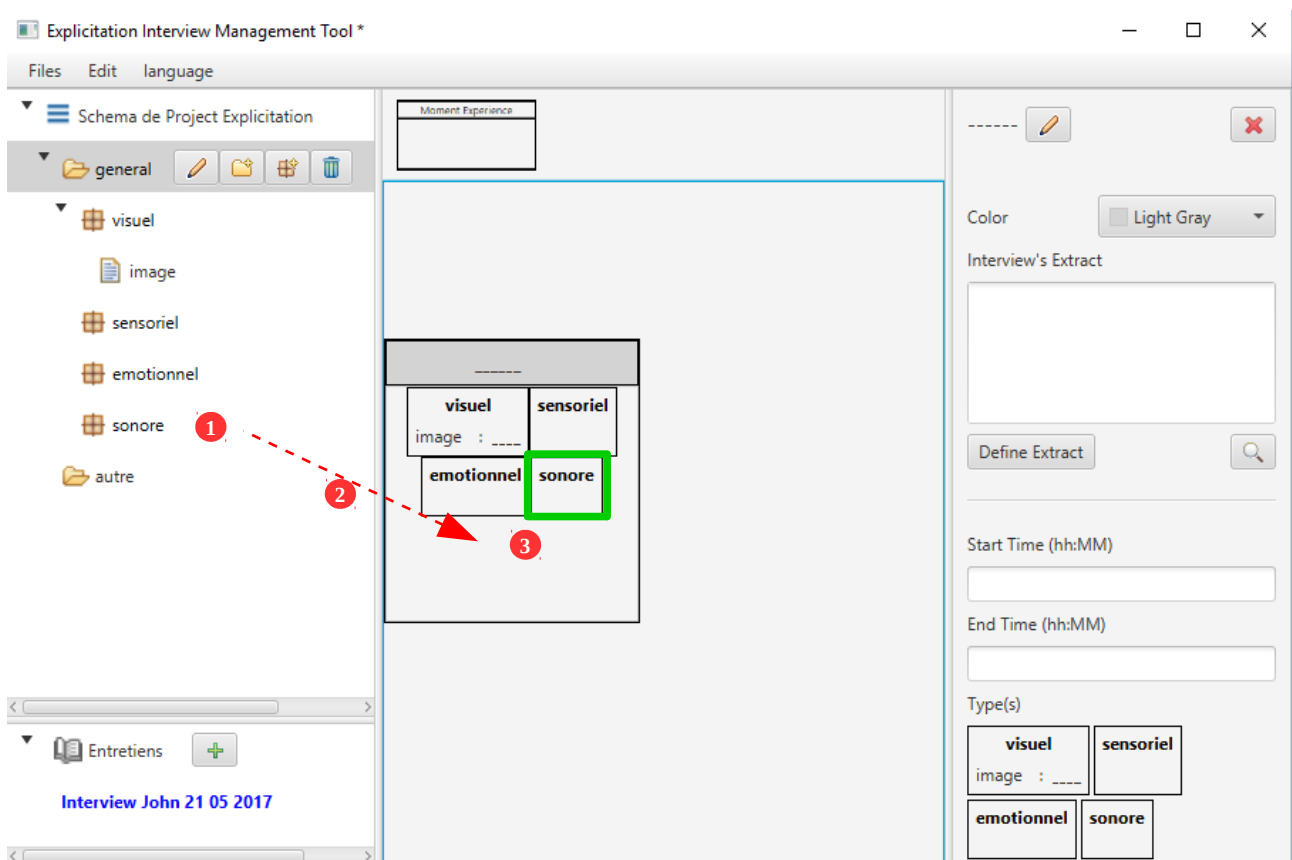 Explicitation Interview Management Tool *
Files Edit language
Schema de Project Explicitation
general
visuel
image
sensoriel
emotionnel
sonore
autre
1
2
3
Entretiens
Interview John 21 05 2017
Moment Experience
______
visuel sensoriel
image : ____
emotionnel sonore
------
Color Light Gray
Interview's Extract
Define Extract
Start Time (hh:MM)
End Time (hh:MM)
Type(s)
visuel sensoriel
image : ____
emotionnel sonore